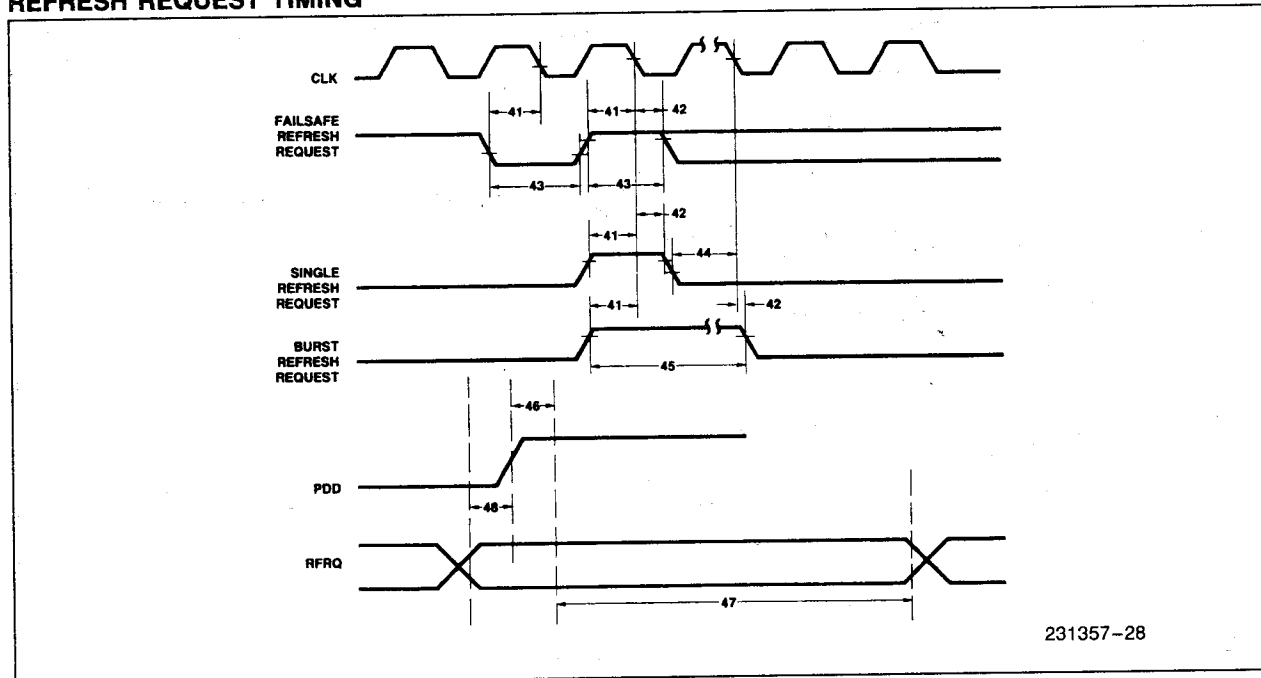 REFRESH REQUEST TIMING
CLK
41
41
42
FAILSAFE
REFRESH
REQUEST
43
43
42
41
44
SINGLE
REFRESH
REQUEST
41
42
BURST
REFRESH
REQUEST
45
46
PDD
48
RFRQ
47
231357-28